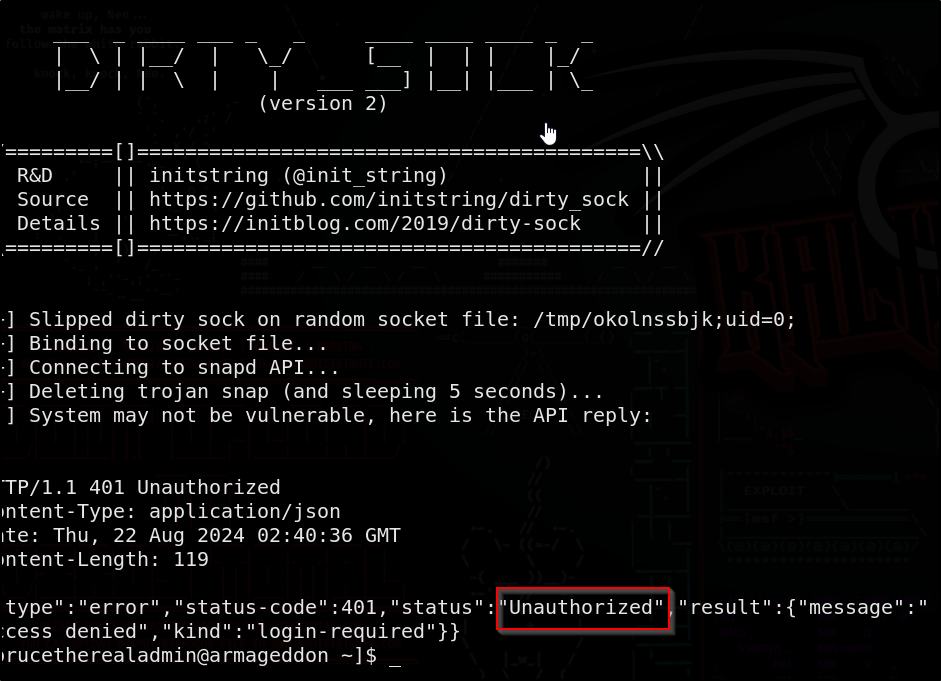 (version 2)
=========[]==========================================\\
R&D || initstring (@init_string) ||
Source || https://github.com/initstring/dirty_sock ||
Details || https://initblog.com/2019/dirty-sock ||
=========[]==========================================//
] Slipped dirty sock on random socket file: /tmp/okolnssbjk;uid=0;
] Binding to socket file...
] Connecting to snapd API...
] Deleting trojan snap (and sleeping 5 seconds)...
] System may not be vulnerable, here is the API reply:
TP/1.1 401 Unauthorized
ontent-Type: application/json
ate: Thu, 22 Aug 2024 02:40:36 GMT
ontent-Length: 119
type":"error","status-code":401,"status":"Unauthorized","result":{"message":"
ccess denied","kind":"login-required"}}
rucetherealadmin@armageddon ~]$ _